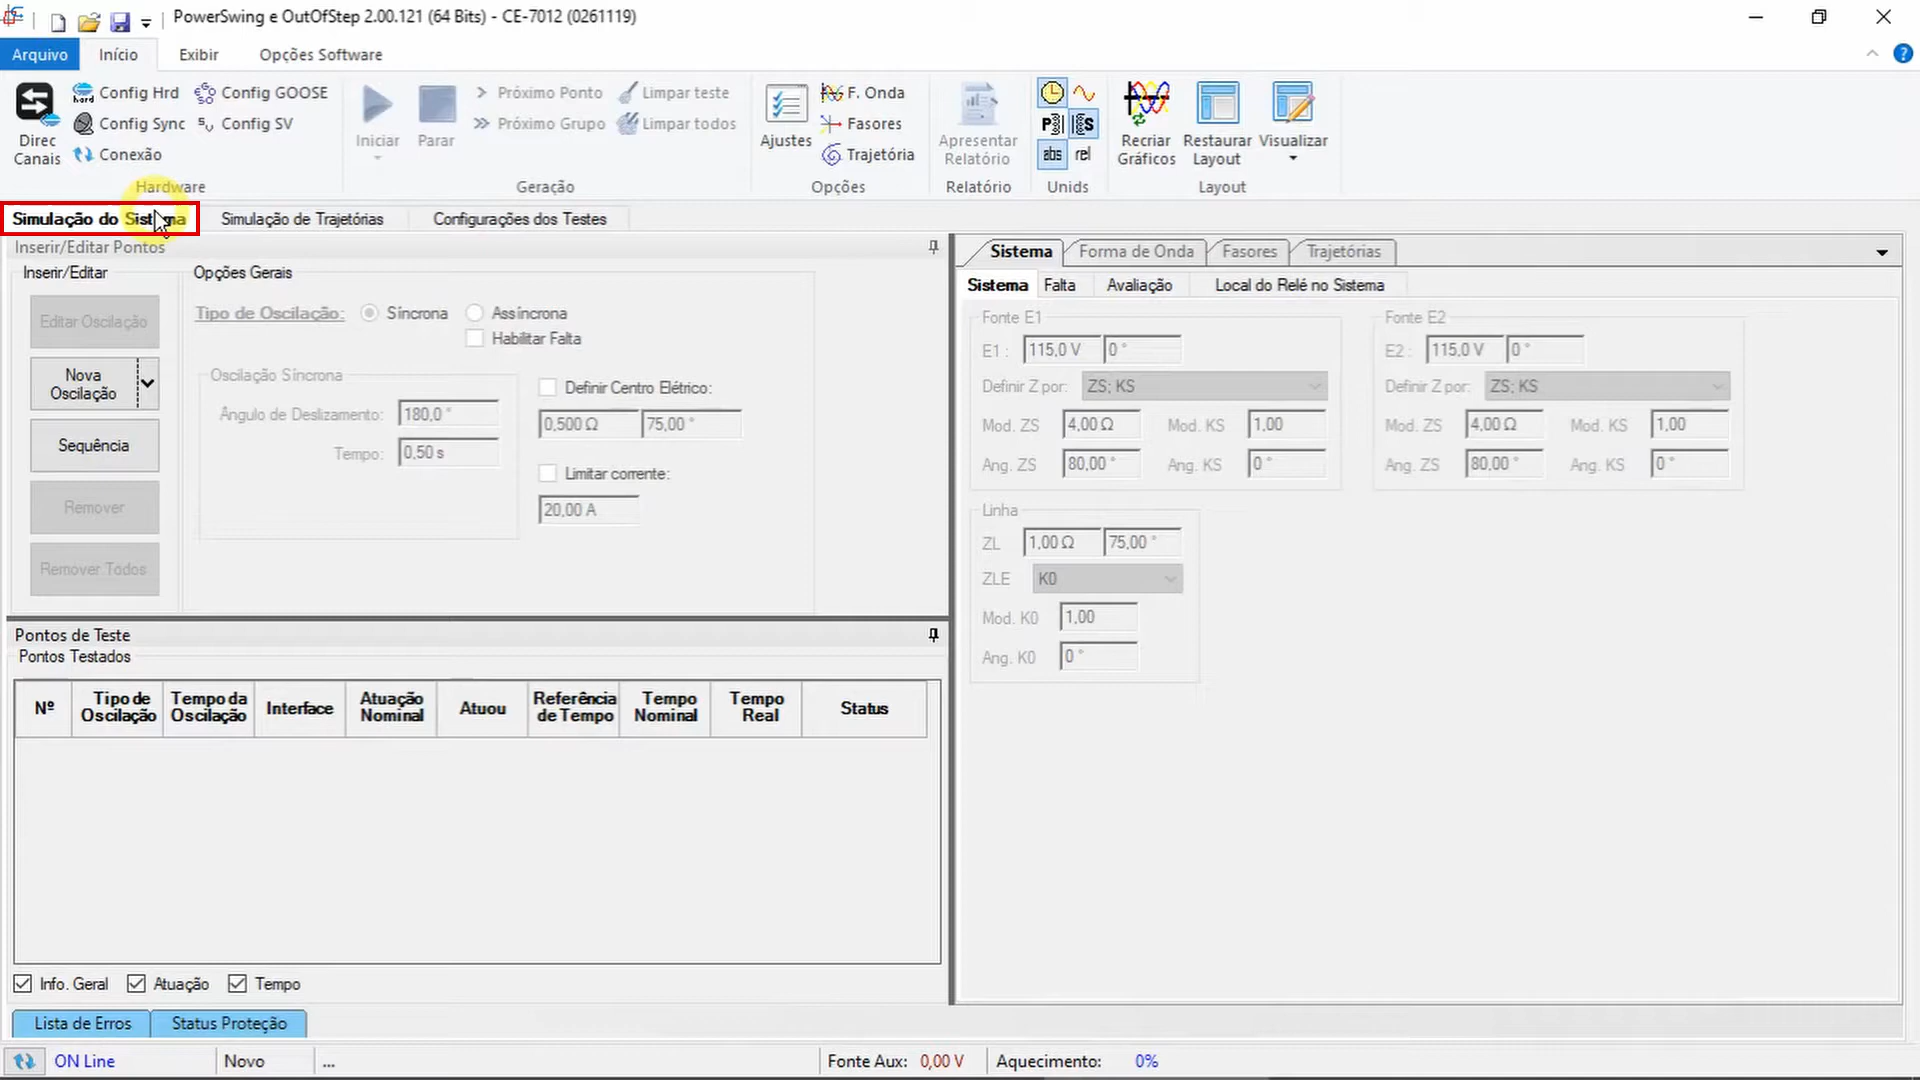 PowerSwing e OutOfStep 2.00.121 (64 Bits) - CE-7012 (0261119)
Arquivo Início Exibir Opções Software
Direc Canais
Config Hrd Config GOOSE
Config Sync Config SV
Conexão
Hardware
Iniciar Parar
Próximo Ponto Limpar teste
Próximo Grupo Limpar todos
Geração
Ajustes
F. Onda
Fasores
Trajetória
Opções
Apresentar Relatório
Relatório
abs rel
Unids
Recriar Gráficos
Restaurar Layout
Visualizar
Layout
Simulação do Sistema Simulação de Trajetórias Configurações dos Testes
Inserir/Editar Pontos
Inserir/Editar
Editar Oscilação
Nova Oscilação
Sequência
Remover
Remover Todos
Opções Gerais
Tipo de Oscilação: Síncrona Assíncrona
Habilitar Falta
Oscilação Síncrona
Ângulo de Deslizamento: 180,0 °
Tempo: 0,50 s
Definir Centro Elétrico:
0,500 Ω 75,00 °
Limitar corrente:
20,00 A
Pontos de Teste
Pontos Testados
Nº Tipo de Oscilação Tempo da Oscilação Interface Atuação Nominal Atuou Referência de Tempo Tempo Nominal Tempo Real Status
Info. Geral Atuação Tempo
Lista de Erros Status Proteção
Sistema Forma de Onda Fasores Trajetórias
Sistema Falta Avaliação Local do Relé no Sistema
Fonte E1
E1 : 115,0 V 0 °
Definir Z por: ZS; KS
Mod. ZS 4,00 Ω Mod. KS 1,00
Ang. ZS 80,00 ° Ang. KS 0 °
Fonte E2
E2 : 115,0 V 0 °
Definir Z por: ZS; KS
Mod. ZS 4,00 Ω Mod. KS 1,00
Ang. ZS 80,00 ° Ang. KS 0 °
Linha
ZL 1,00 Ω 75,00 °
ZLE K0
Mod. K0 1,00
Ang. K0 0 °
ON Line Novo ... Fonte Aux: 0,00 V Aquecimento: 0%